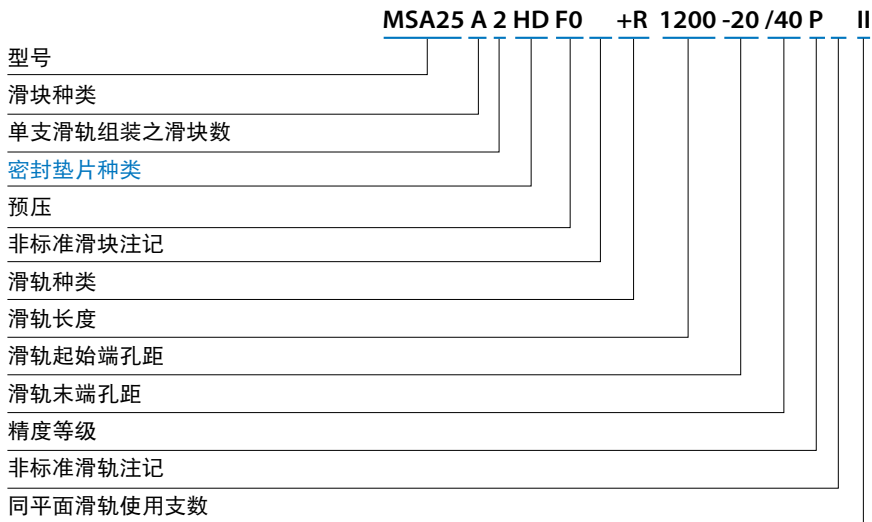 MSA25 A 2 HD F0 +R 1200 -20 /40 P II
型号
滑块种类
单支滑轨组装之滑块数
密封垫片种类
预压
非标准滑块注记
滑轨种类
滑轨长度
滑轨起始端孔距
滑轨末端孔距
精度等级
非标准滑轨注记
同平面滑轨使用支数